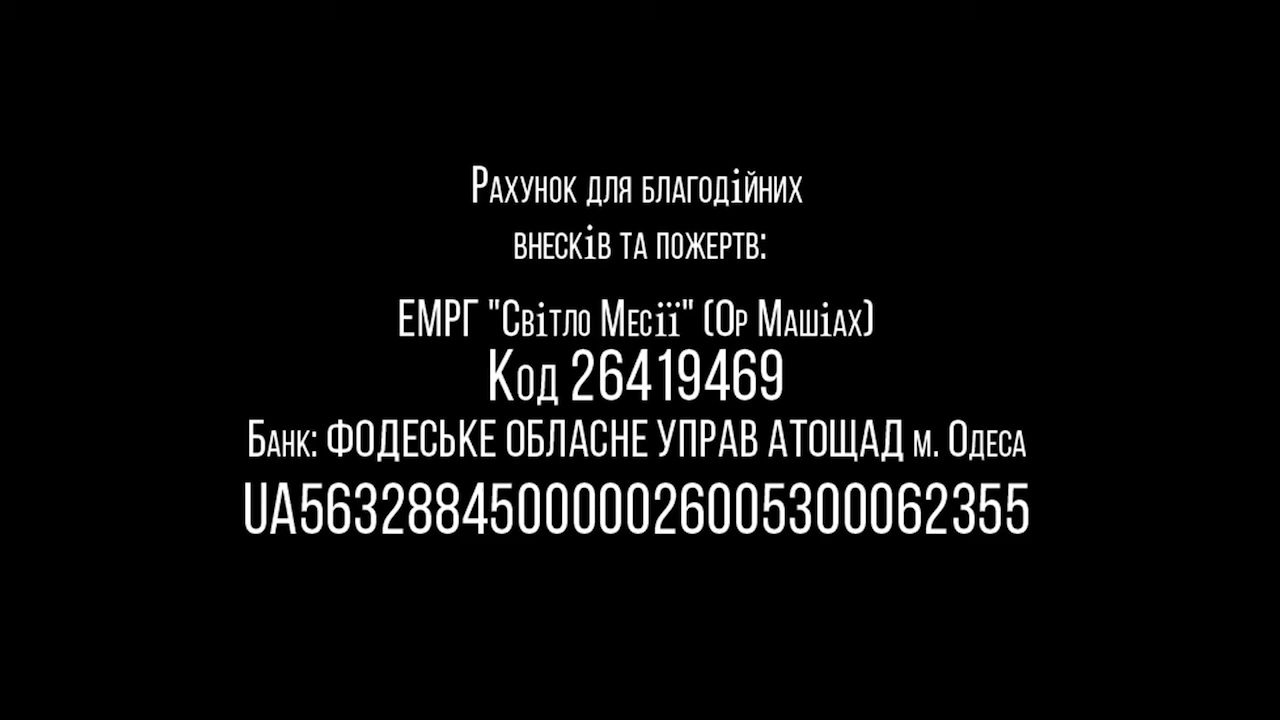 Рахунок для благодійних
внесків та пожертв:
ЕМРГ "Світло Месії" (Ор Машіах)
Код 26419469
Банк: ФОДЕСЬКЕ ОБЛАСНЕ УПРАВ АТОЩАД м. Одеса
UA563288450000026005300062355